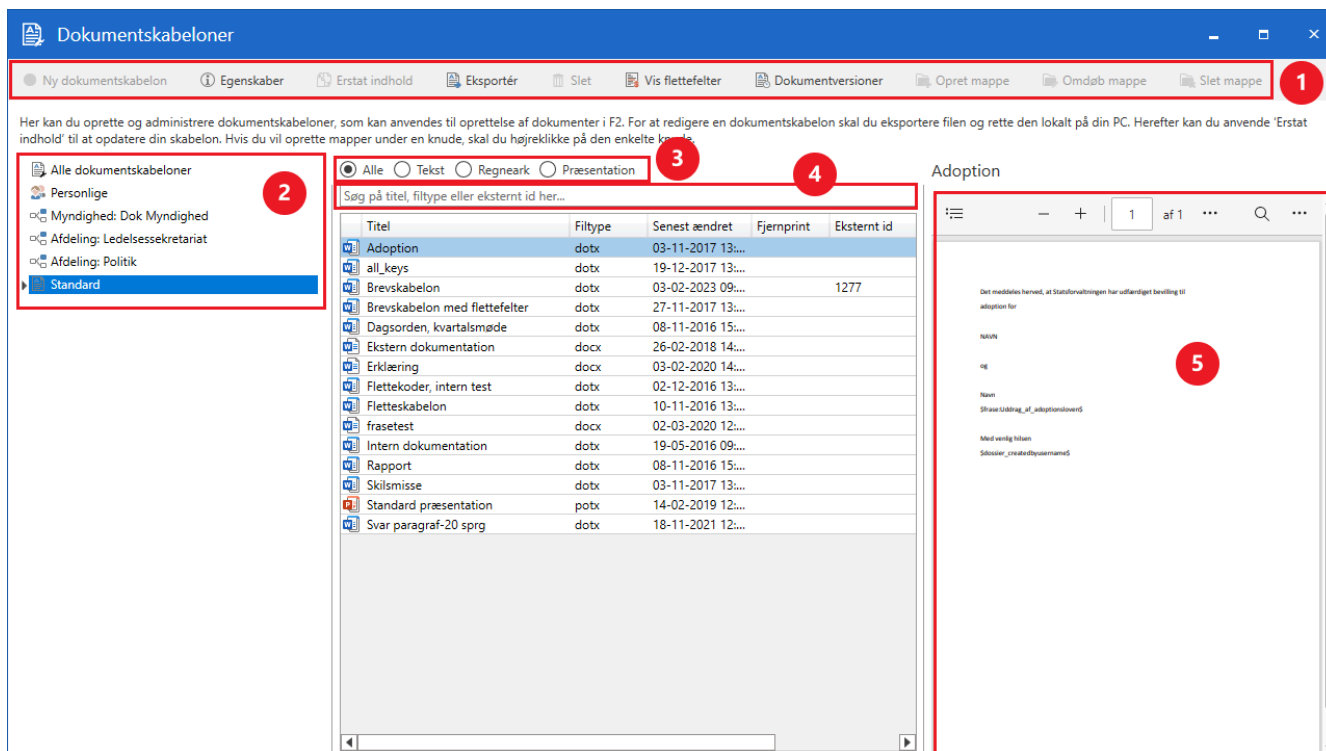 Dokumentskabeloner
Ny dokumentskabelon Egenskaber Erstat indhold Eksportér Slet Vis flettefelter Dokumentversioner Opret mappe Omdøb mappe Slet mappe
1
Her kan du oprette og administrere dokumentskabeloner, som kan anvendes til oprettelse af dokumenter i F2. For at redigere en dokumentskabelon skal du eksportere filen og rette den lokalt på din PC. Herefter kan du anvende 'Erstat
indhold' til at opdatere din skabelon. Hvis du vil oprette mapper under en knude, skal du højreklikke på den enkelte knude.
Alle dokumentskabeloner
Personlige
Myndighed: Dok Myndighed
Afdeling: Ledelsessekretariat
Afdeling: Politik
Standard
2
Alle Tekst Regneark Præsentation
3
Søg på titel, filtype eller eksternt id her...
4
Titel Filtype Senest ændret Fjernprint Eksternt id
Adoption dotx 03-11-2017 13:...
all_keys dotx 19-12-2017 13:...
Brevskabelon dotx 03-02-2023 09:... 1277
Brevskabelon med flettefelter dotx 27-11-2017 13:...
Dagsorden, kvartalsmøde dotx 08-11-2016 15:...
Ekstern dokumentation docx 26-02-2018 14:...
Erklæring docx 03-02-2020 14:...
Flettekoder, intern test dotx 02-12-2016 13:...
Fletteskabelon dotx 10-11-2016 13:...
frasetest docx 02-03-2020 12:...
Intern dokumentation dotx 19-05-2016 09:...
Rapport dotx 08-11-2016 15:...
Skilsmisse dotx 03-11-2017 13:...
Standard præsentation potx 14-02-2019 12:...
Svar paragraf-20 sprg dotx 18-11-2021 12:...
Adoption
1 af 1
Det meddeles herved, at Statsforvaltningen har udfærdiget bevilling til
adoption for
NAVN
og
Navn
$frase:Uddrag_af_adoptionsloven$
Med venlig hilsen
$dossier_createdbyusername$
5